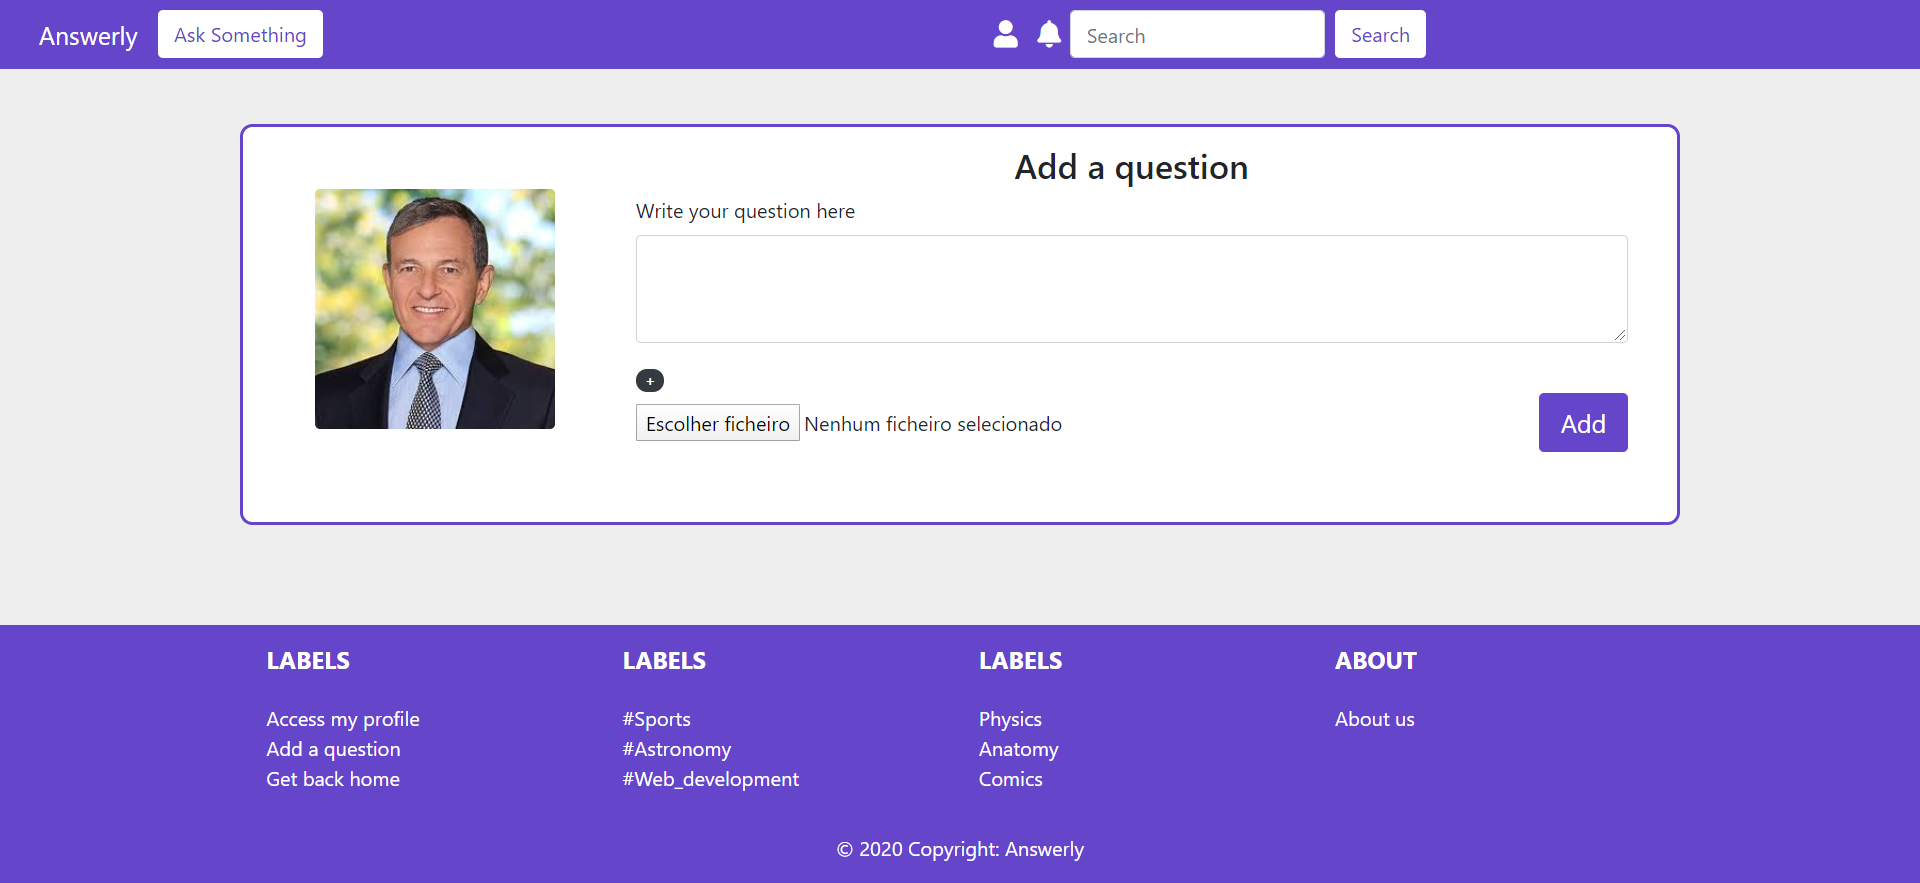 Answerly
Ask Something
Search
Search
Add a question
Write your question here
+
Escolher ficheiro Nenhum ficheiro selecionado
Add
LABELS
Access my profile
Add a question
Get back home
LABELS
#Sports
#Astronomy
#Web_development
LABELS
Physics
Anatomy
Comics
ABOUT
About us
© 2020 Copyright: Answerly